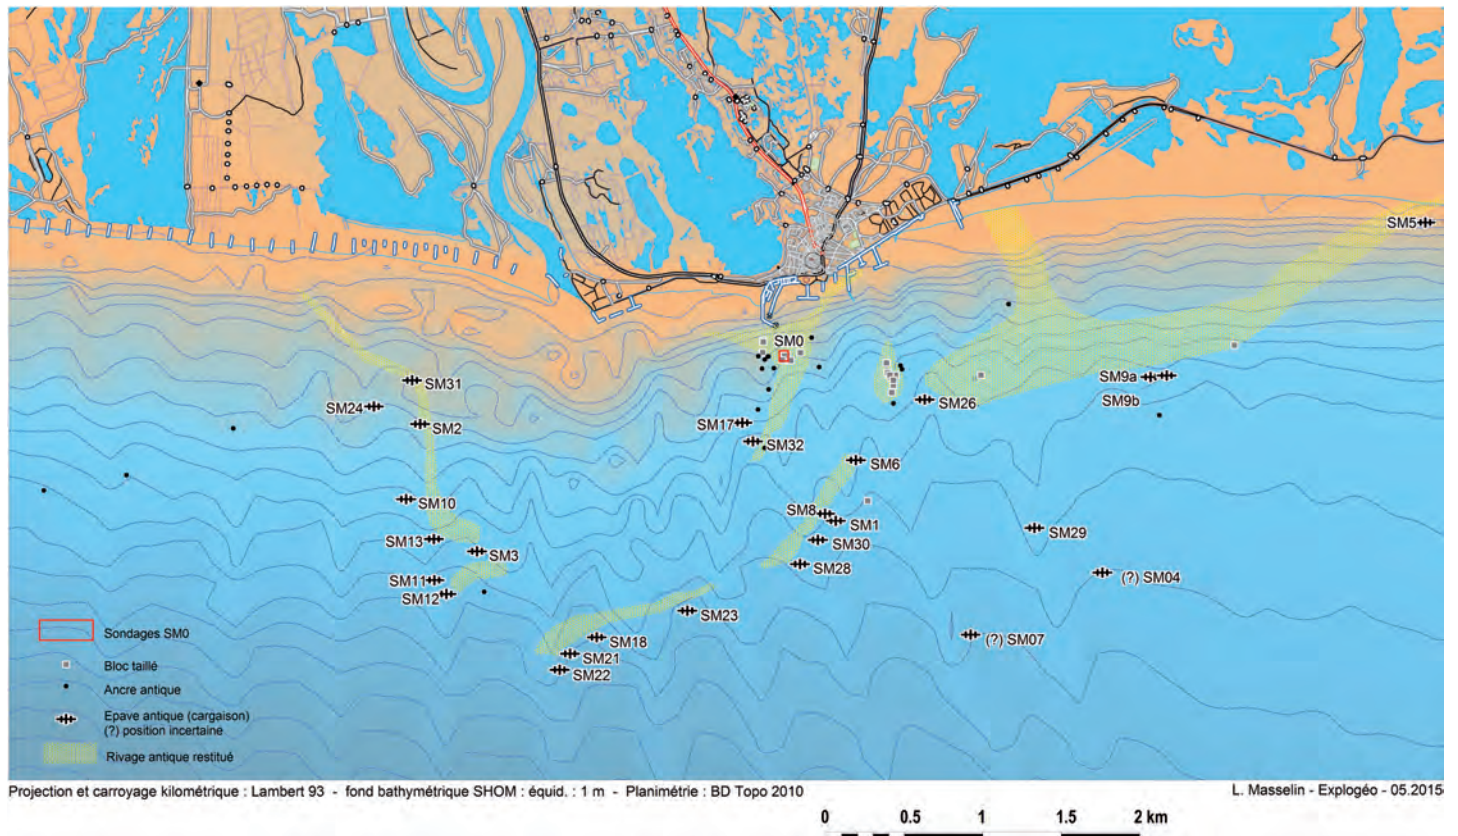 SM5
SM0
SM9a
SM31
SM26
SM9b
SM24
SM17
SM2
SM32
SM6
SM10
SM8
SM1
SM29
SM13
SM30
SM3
SM28
SM11
(?) SM04
SM12
SM23
Sondages SM0
SM18
(?) SM07
SM21
Bloc taillé
SM22
Ancre antique
Epave antique (cargaison)
(?) position incertaine
Rivage antique restitué
Projection et carroyage kilométrique : Lambert 93 - fond bathymétrique SHOM : équid. : 1 m - Planimétrie : BD Topo 2010
L. Masselin - Explogéo - 05.2015
0 0.5 1 1.5 2 km